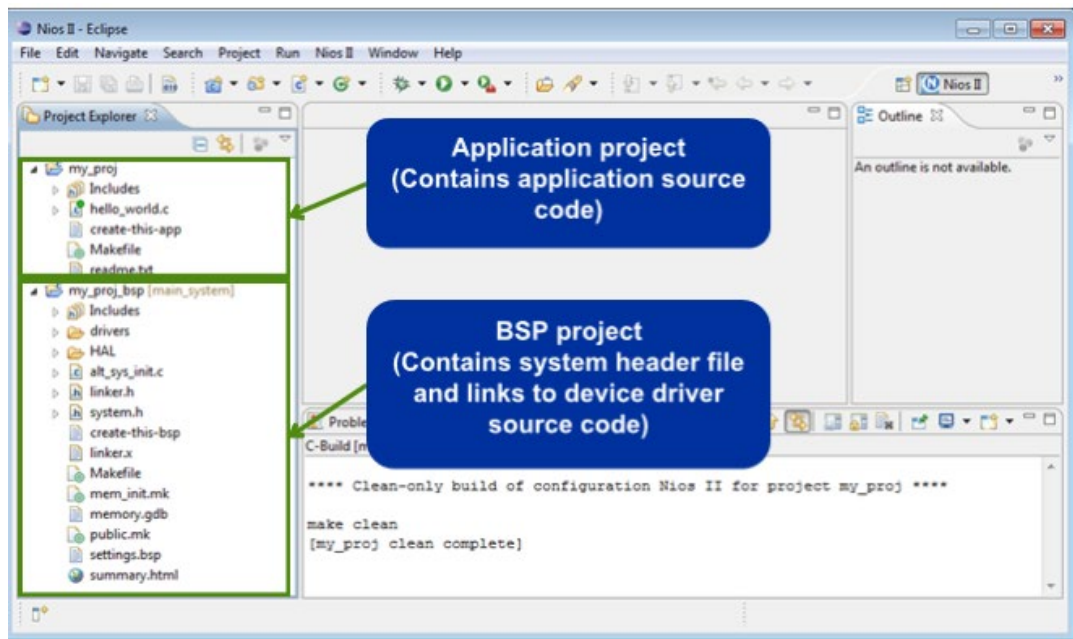 Nios II - Eclipse
File Edit Navigate Search Project Run Nios II Window Help
Nios II
Project Explorer
Outline
An outline is not available.
my_proj
Includes
hello_world.c
create-this-app
Makefile
readme.txt
my_proj_bsp [main_system]
Includes
drivers
HAL
alt_sys_init.c
linker.h
system.h
create-this-bsp
linker.x
Makefile
mem_init.mk
memory.gdb
public.mk
settings.bsp
summary.html
Application project
(Contains application source
code)
BSP project
(Contains system header file
and links to device driver
source code)
C-Build
**** Clean-only build of configuration Nios II for project my_proj ****
make clean
[my_proj clean complete]